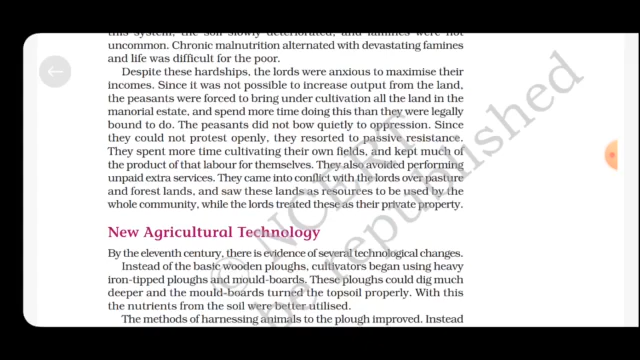 this system, the soil slowly deteriorated, and famines were not
uncommon. Chronic malnutrition alternated with devastating famines
and life was difficult for the poor.
Despite these hardships, the lords were anxious to maximise their
incomes. Since it was not possible to increase output from the land,
the peasants were forced to bring under cultivation all the land in the
manorial estate, and spend more time doing this than they were legally
bound to do. The peasants did not bow quietly to oppression. Since
they could not protest openly, they resorted to passive resistance.
They spent more time cultivating their own fields, and kept much of
the product of that labour for themselves. They also avoided performing
unpaid extra services. They came into conflict with the lords over pasture
and forest lands, and saw these lands as resources to be used by the
whole community, while the lords treated these as their private property.
New Agricultural Technology
By the eleventh century, there is evidence of several technological changes.
Instead of the basic wooden ploughs, cultivators began using heavy
iron-tipped ploughs and mould-boards. These ploughs could dig much
deeper and the mould-boards turned the topsoil properly. With this
the nutrients from the soil were better utilised.
The methods of harnessing animals to the plough improved. Instead
© NCERT
be republished